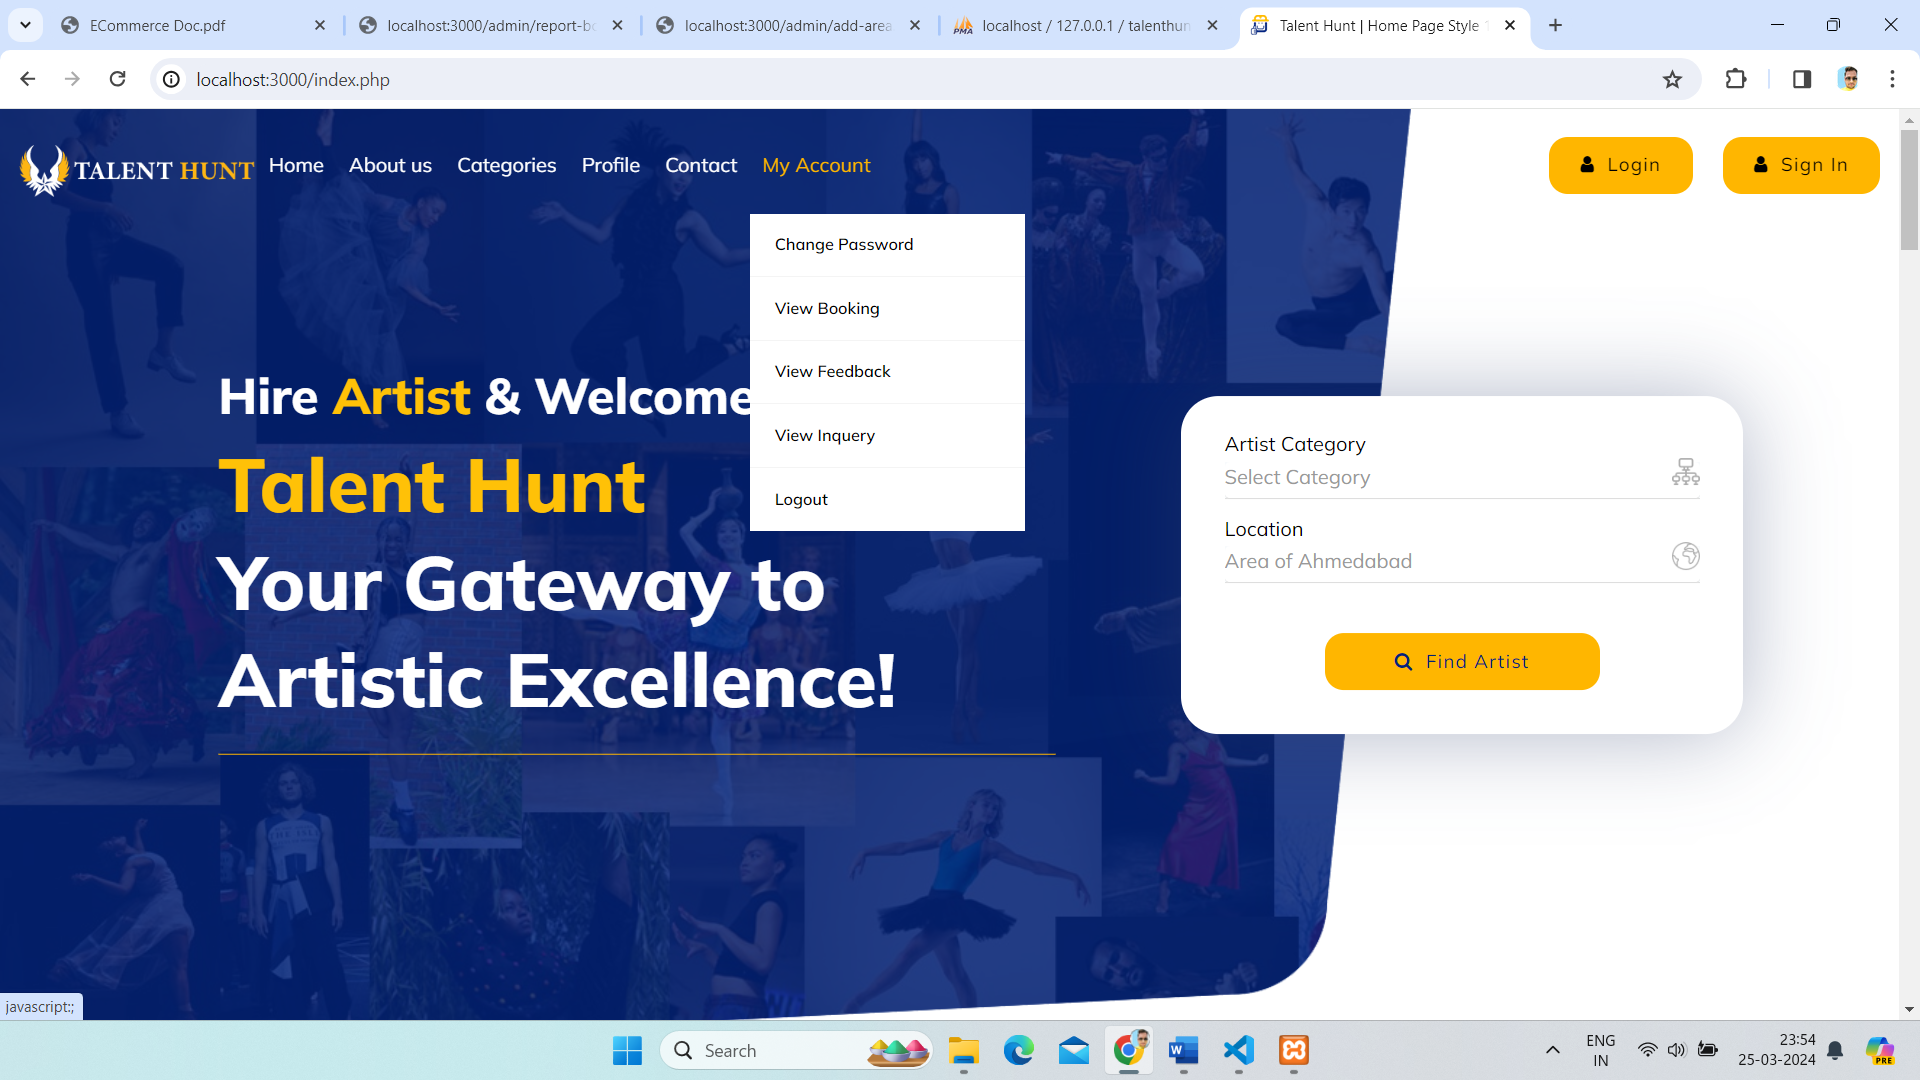 ECommerce Doc.pdf
localhost:3000/admin/report-bo
localhost:3000/admin/add-area
localhost / 127.0.0.1 / talenthun
Talent Hunt | Home Page Style 1
localhost:3000/index.php
TALENT HUNT
Home
About us
Categories
Profile
Contact
My Account
Login
Sign In
Change Password
View Booking
View Feedback
View Inquery
Logout
Hire Artist & Welcome
Talent Hunt
Your Gateway to
Artistic Excellence!
Artist Category
Select Category
Location
Area of Ahmedabad
Find Artist
javascript:;
Search
ENG
IN
23:54
25-03-2024
PRE